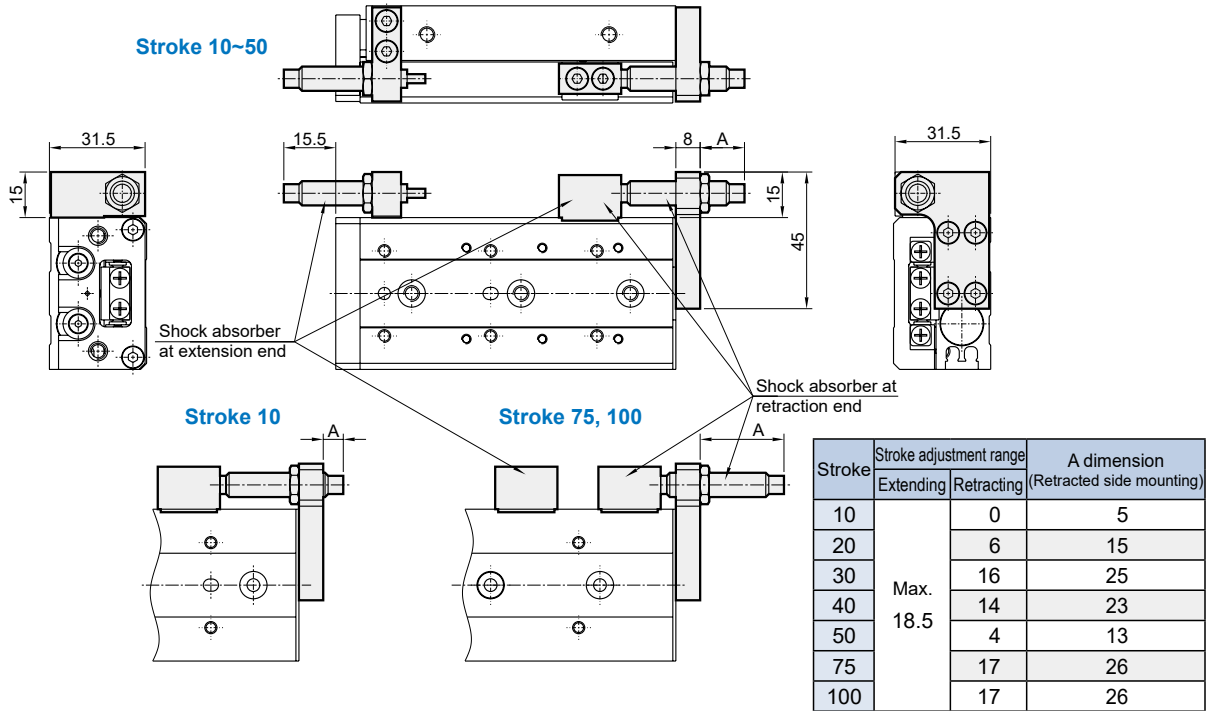 Stroke 10~50
31.5
15
15.5
8
A
15
45
31.5
Shock absorber
at extension end
Shock absorber at
retraction end
Stroke 10
A
Stroke 75, 100
A
Stroke Stroke adjustment range A dimension
(Retracted side mounting)
Extending Retracting
10 Max. 18.5 0 5
20 6 15
30 16 25
40 14 23
50 4 13
75 17 26
100 17 26